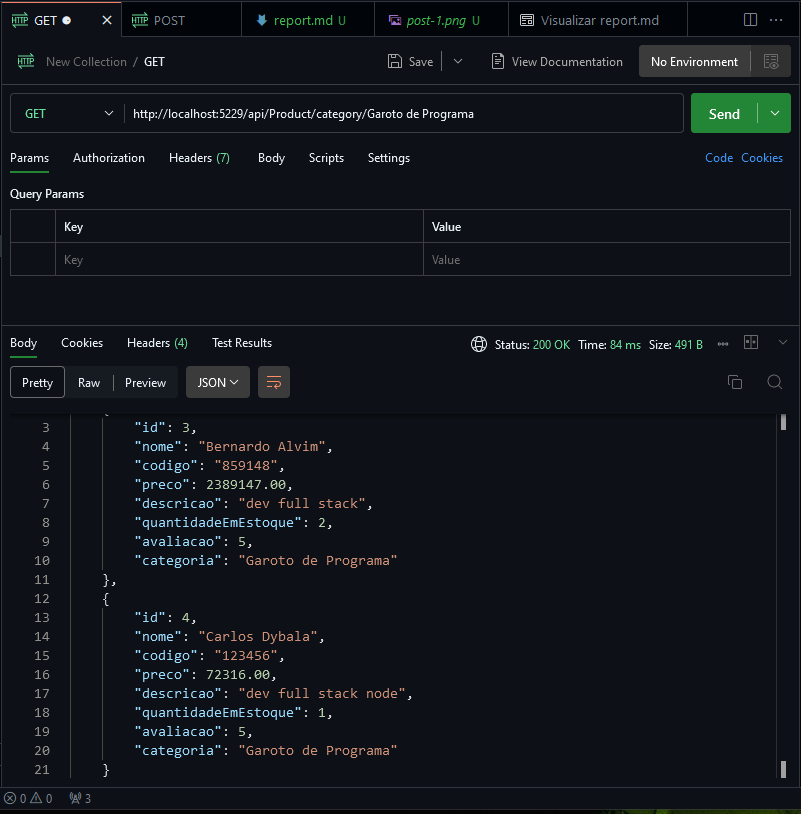 HTTP GET ● × HTTP POST report.md U post-1.png U Visualizar report.md ···
HTTP New Collection / GET Save View Documentation No Environment
GET http://localhost:5229/api/Product/category/Garoto de Programa Send
Params Authorization Headers (7) Body Scripts Settings Code Cookies
Query Params
Key Value
Key Value
Body Cookies Headers (4) Test Results Status: 200 OK Time: 84 ms Size: 491 B
Pretty Raw Preview JSON
3 "id": 3,
4 "nome": "Bernardo Alvim",
5 "codigo": "859148",
6 "preco": 2389147.00,
7 "descricao": "dev full stack",
8 "quantidadeEmEstoque": 2,
9 "avaliacao": 5,
10 "categoria": "Garoto de Programa"
11 },
12 {
13 "id": 4,
14 "nome": "Carlos Dybala",
15 "codigo": "123456",
16 "preco": 72316.00,
17 "descricao": "dev full stack node",
18 "quantidadeEmEstoque": 1,
19 "avaliacao": 5,
20 "categoria": "Garoto de Programa"
21 }
0 0 3